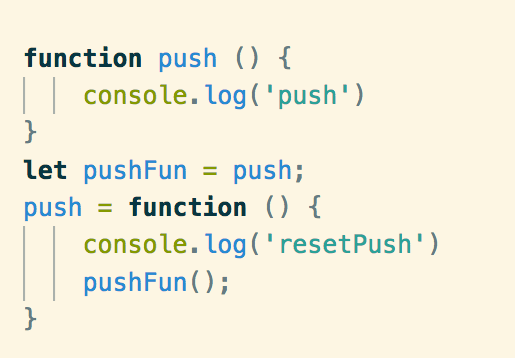 function push () {
    console.log('push')
}
let pushFun = push;
push = function () {
    console.log('resetPush')
    pushFun();
}